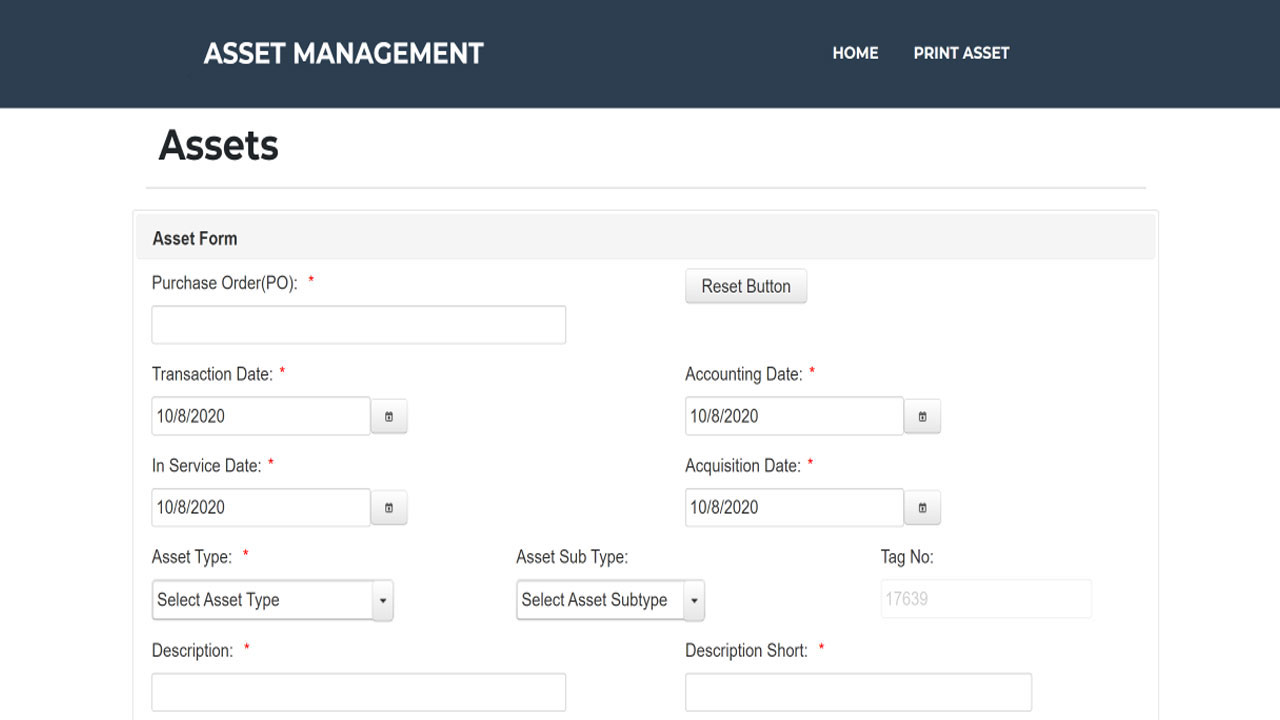 ASSET MANAGEMENT HOME PRINT ASSET
Assets
Asset Form
Purchase Order(PO): * Reset Button
Transaction Date: * Accounting Date: *
10/8/2020 10/8/2020
In Service Date: * Acquisition Date: *
10/8/2020 10/8/2020
Asset Type: * Asset Sub Type: Tag No:
Select Asset Type Select Asset Subtype 17639
Description: * Description Short: *